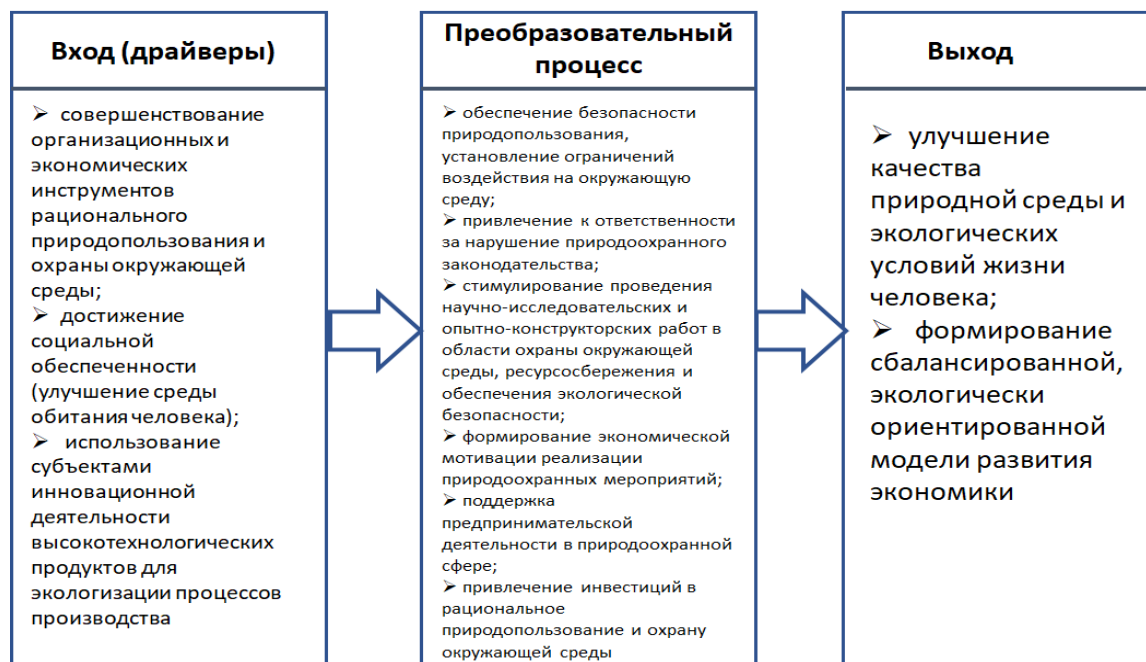 Вход (драйверы)
➢ совершенствование
организационных и
экономических
инструментов
рационального
природопользования и
охраны окружающей
среды;
➢ достижение
социальной
обеспеченности
(улучшение среды
обитания человека);
➢ использование
субъектами
инновационной
деятельности
высокотехнологических
продуктов для
экологизации процессов
производства
Преобразовательный
процесс
➢ обеспечение безопасности
природопользования,
установление ограничений
воздействия на окружающую
среду;
➢ привлечение к ответственности
за нарушение природоохранного
законодательства;
➢ стимулирование проведения
научно-исследовательских и
опытно-конструкторских работ в
области охраны окружающей
среды, ресурсосбережения и
обеспечения экологической
безопасности;
➢ формирование экономической
мотивации реализации
природоохранных мероприятий;
➢ поддержка
предпринимательской
деятельности в природоохранной
сфере;
➢ привлечение инвестиций в
рациональное
природопользование и охрану
окружающей среды
Выход
➢ улучшение
качества
природной среды и
экологических
условий жизни
человека;
➢ формирование
сбалансированной,
экологически
ориентированной
модели развития
экономики